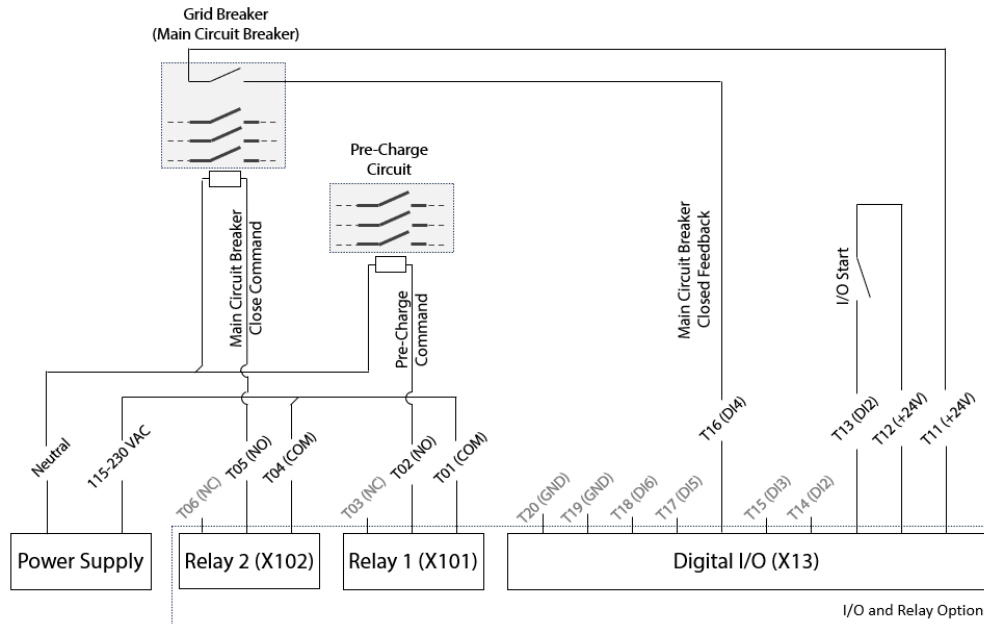 Grid Breaker
(Main Circuit Breaker)
Pre-Charge
Circuit
Main Circuit Breaker
Close Command
Pre-Charge
Command
Main Circuit Breaker
Closed Feedback
I/O Start
Neutral
115-230 VAC
T06 (NC)
T05 (NO)
T04 (COM)
T03 (NC)
T02 (NO)
T01 (COM)
T20 (GND)
T19 (GND)
T18 (DI6)
T17 (DI5)
T16 (DI4)
T15 (DI3)
T14 (DI2)
T13 (DI2)
T12 (+24V)
T11 (+24V)
Power Supply
Relay 2 (X102)
Relay 1 (X101)
Digital I/O (X13)
I/O and Relay Option